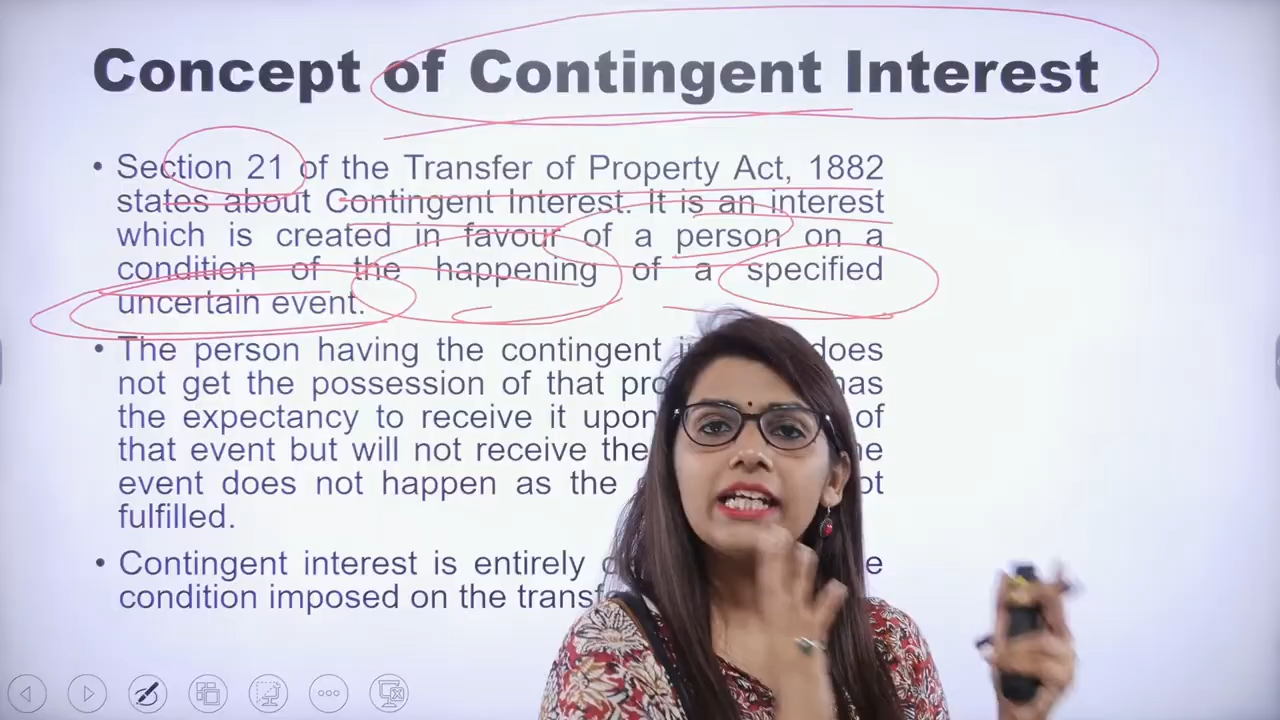 Concept of Contingent Interest
• Section 21 of the Transfer of Property Act, 1882
states about Contingent Interest. It is an interest
which is created in favour of a person on a
condition of the happening of a specified
uncertain event.
• The person having the contingent does
not get the possession of that has
the expectancy to receive it upon of
that event but will not receive the
event does not happen as the
fulfilled.
• Contingent interest is entirely
condition imposed on the